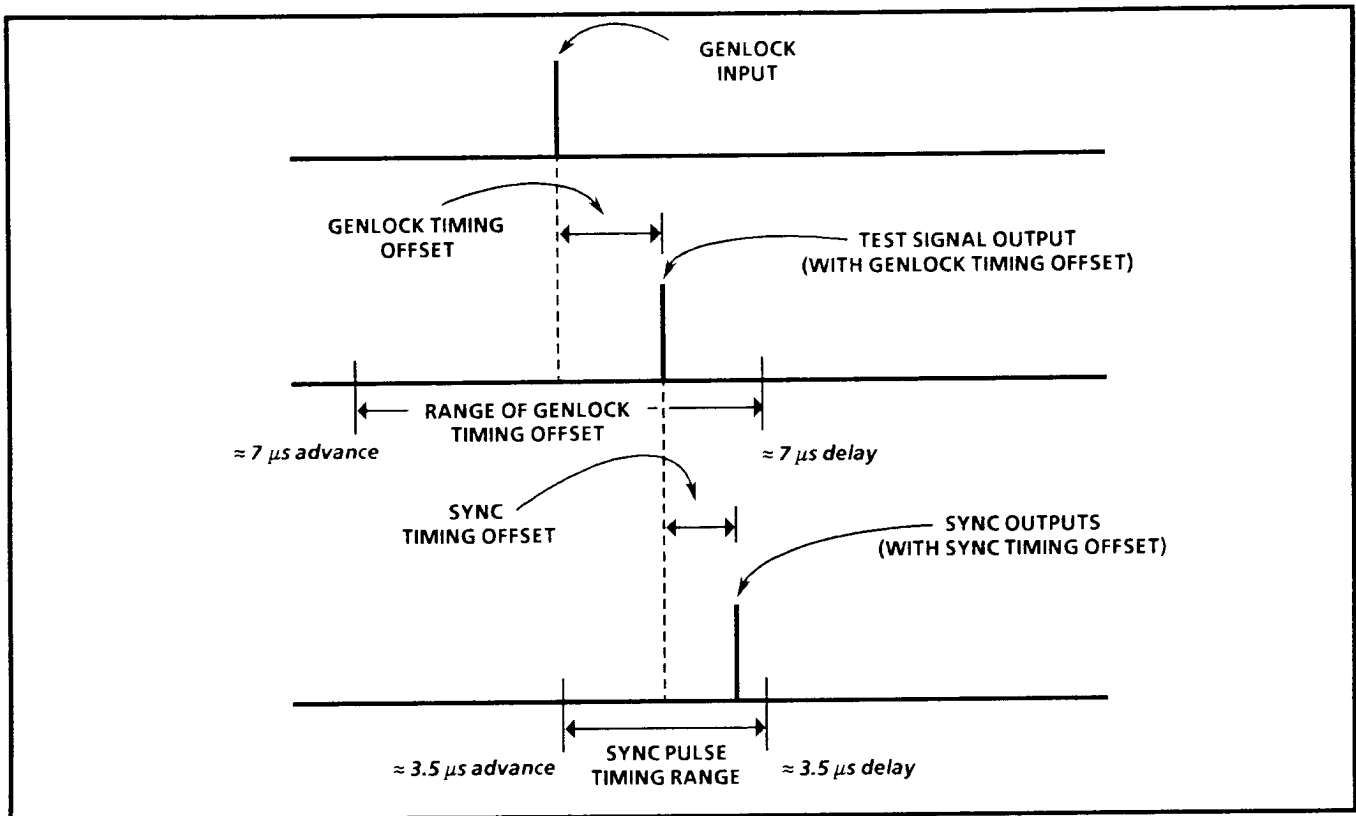 GENLOCK
INPUT
GENLOCK TIMING
OFFSET
TEST SIGNAL OUTPUT
(WITH GENLOCK TIMING OFFSET)
RANGE OF GENLOCK
TIMING OFFSET
≈ 7 μs advance
≈ 7 μs delay
SYNC
TIMING OFFSET
SYNC OUTPUTS
(WITH SYNC TIMING OFFSET)
≈ 3.5 μs advance
SYNC PULSE
TIMING RANGE
≈ 3.5 μs delay